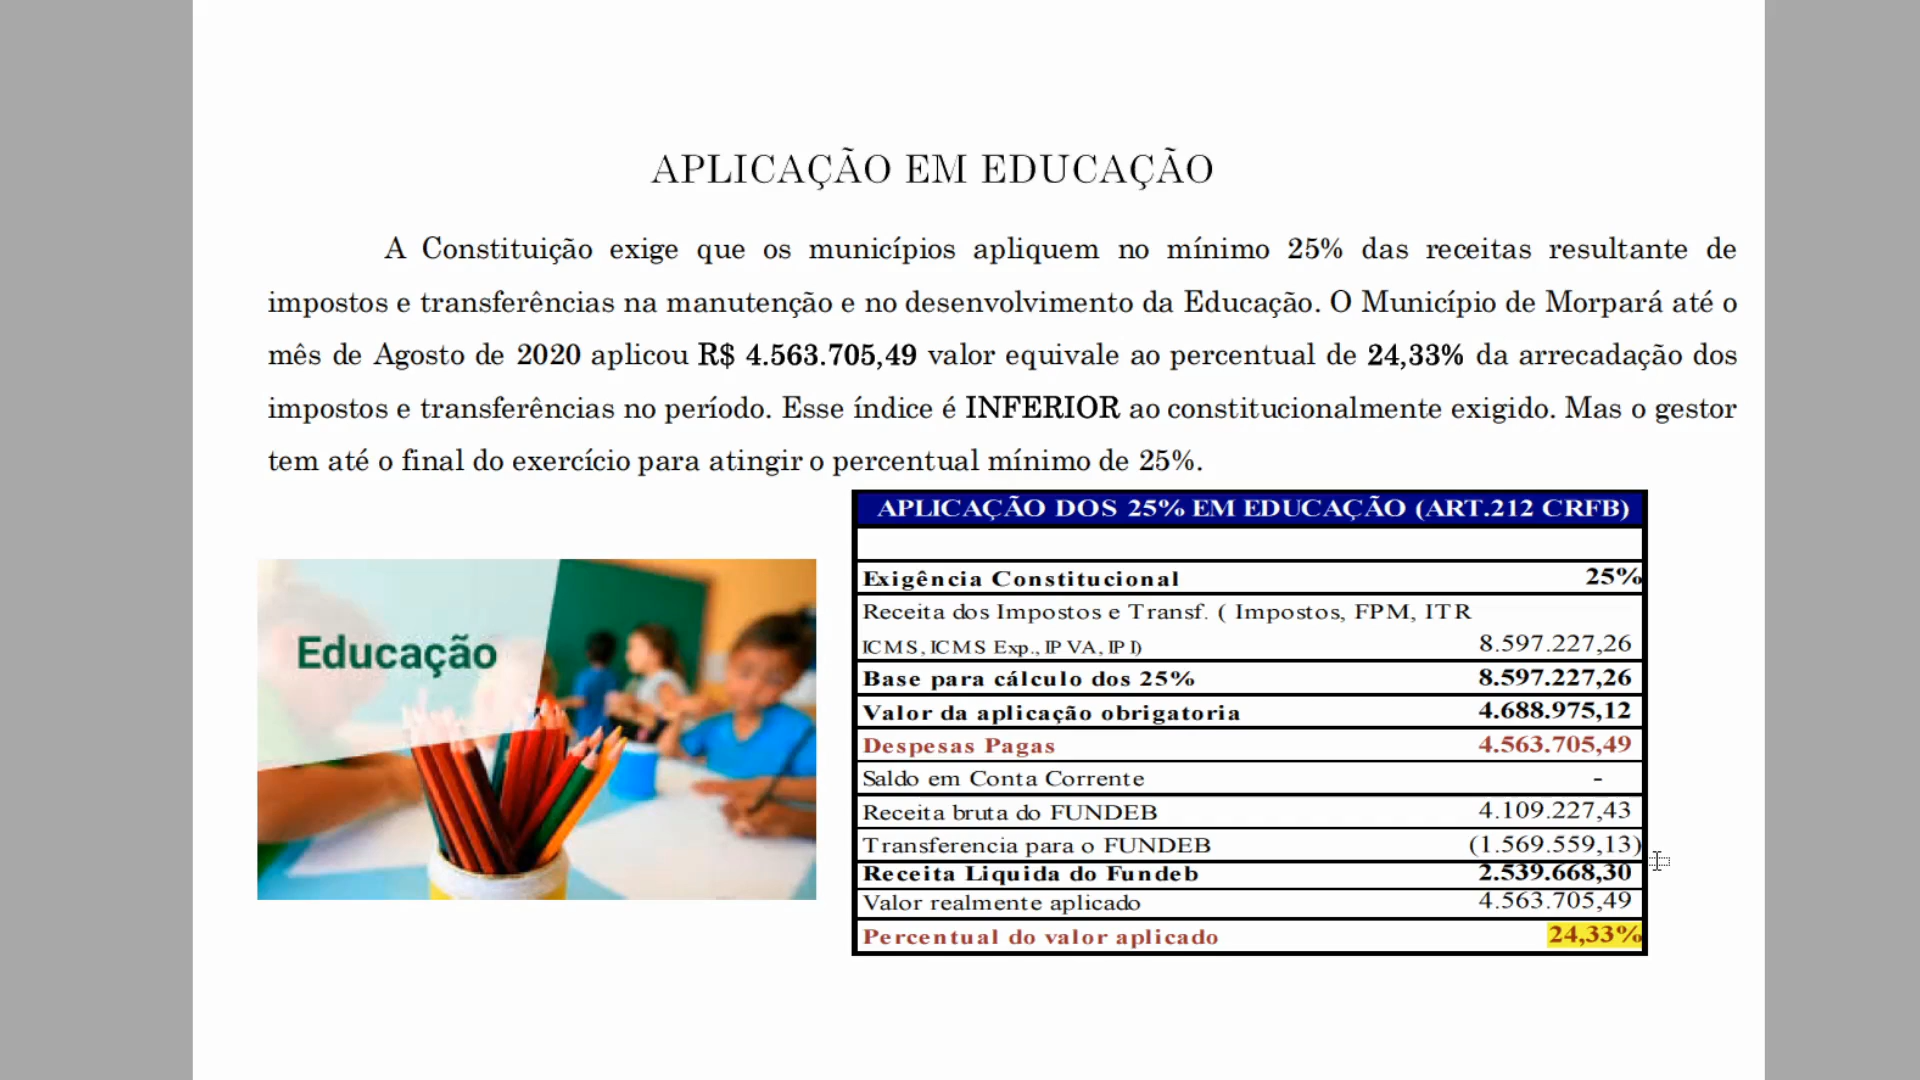 APLICAÇÃO EM EDUCAÇÃO
A Constituição exige que os municípios apliquem no mínimo 25% das receitas resultante de
impostos e transferências na manutenção e no desenvolvimento da Educação. O Município de Morpará até o
mês de Agosto de 2020 aplicou R$ 4.563.705,49 valor equivale ao percentual de 24,33% da arrecadação dos
impostos e transferências no período. Esse índice é INFERIOR ao constitucionalmente exigido. Mas o gestor
tem até o final do exercício para atingir o percentual mínimo de 25%.
Educação
APLICAÇÃO DOS 25% EM EDUCAÇÃO (ART.212 CRFB)
Exigência Constitucional 25%
Receita dos Impostos e Transf. ( Impostos, FPM, ITR
ICMS, ICMS Exp., IPVA, IPI) 8.597.227,26
Base para cálculo dos 25% 8.597.227,26
Valor da aplicação obrigatoria 4.688.975,12
Despesas Pagas 4.563.705,49
Saldo em Conta Corrente -
Receita bruta do FUNDEB 4.109.227,43
Transferencia para o FUNDEB (1.569.559,13)
Receita Liquida do Fundeb 2.539.668,30
Valor realmente aplicado 4.563.705,49
Percentual do valor aplicado 24,33%